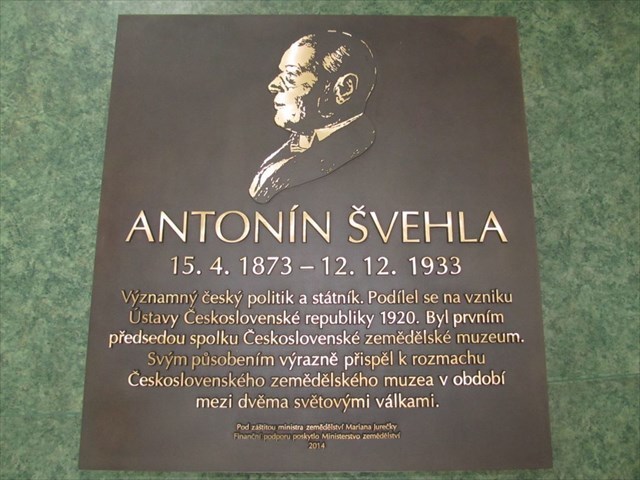 ANTONÍN ŠVEHLA
15. 4. 1873 – 12. 12. 1933
Významný český politik a státník. Podílel se na vzniku
Ústavy Československé republiky 1920. Byl prvním
předsedou spolku Československé zemědělské muzeum.
Svým působením výrazně přispěl k rozmachu
Československého zemědělského muzea v období
mezi dvěma světovými válkami.
Pod záštitou ministra zemědělství Mariana Jurečky
Finanční podporu poskytlo Ministerstvo zemědělství
2014